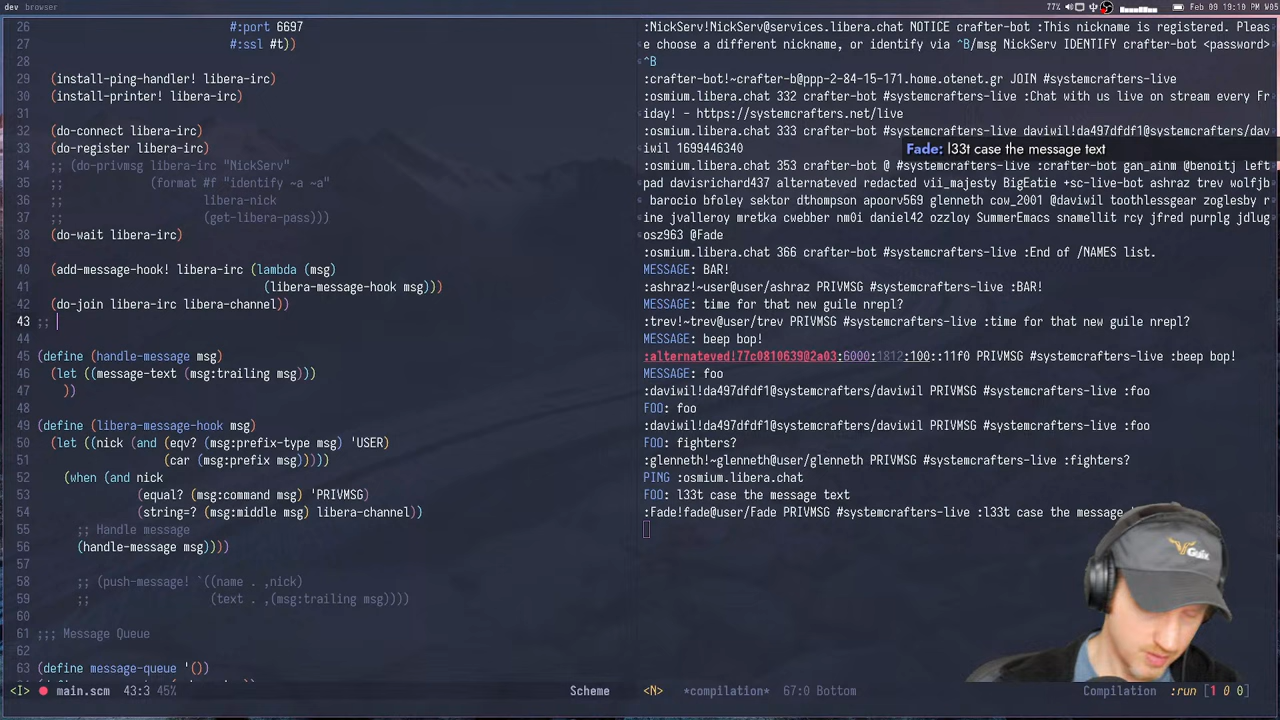 dev browser
77% Feb 09 19:10 PM W05
26 #:port 6697
27 #:ssl #t))
28
29 (install-ping-handler! libera-irc)
30 (install-printer! libera-irc)
31
32 (do-connect libera-irc)
33 (do-register libera-irc)
34 ;; (do-privmsg libera-irc "NickServ"
35 ;; (format #f "identify ~a ~a"
36 ;; libera-nick
37 ;; (get-libera-pass)))
38 (do-wait libera-irc)
39
40 (add-message-hook! libera-irc (lambda (msg)
41 (libera-message-hook msg)))
42 (do-join libera-irc libera-channel))
43 ;;
44
45 (define (handle-message msg)
46 (let ((message-text (msg:trailing msg)))
47 ))
48
49 (define (libera-message-hook msg)
50 (let ((nick (and (eqv? (msg:prefix-type msg) 'USER)
51 (car (msg:prefix msg)))))
52 (when (and nick
53 (equal? (msg:command msg) 'PRIVMSG)
54 (string=? (msg:middle msg) libera-channel))
55 ;; Handle message
56 (handle-message msg))))
57
58 ;; (push-message! `((name . ,nick)
59 ;; (text . ,(msg:trailing msg))))
60
61 ;;; Message Queue
62
63 (define message-queue '())
<I> main.scm 43:3 45% Scheme
:NickServ!NickServ@services.libera.chat NOTICE crafter-bot :This nickname is registered. Pleas
e choose a different nickname, or identify via ^B/msg NickServ IDENTIFY crafter-bot <password>
^B
:crafter-bot!~crafter-b@ppp-2-84-15-171.home.otenet.gr JOIN #systemcrafters-live
:osmium.libera.chat 332 crafter-bot #systemcrafters-live :Chat with us live on stream every Fr
iday! - https://systemcrafters.net/live
:osmium.libera.chat 333 crafter-bot #systemcrafters-live daviwil!da497dfdf1@systemcrafters/dav
iwil 1699446340
Fade: l33t case the message text
:osmium.libera.chat 353 crafter-bot @ #systemcrafters-live :crafter-bot gan_ainm @benoitj left
pad davisrichard437 alternateved redacted vii_majesty BigEatie +sc-live-bot ashraz trev wolfjb
barocio bfoley sektor dthompson apoorv569 glenneth cow_2001 @daviwil toothlessgear zoglesby r
ine jvalleroy mretka cwebber nm0i daniel42 ozzloy SummerEmacs snamellit rcy jfred purplg jdlug
osz963 @Fade
:osmium.libera.chat 366 crafter-bot #systemcrafters-live :End of /NAMES list.
MESSAGE: BAR!
:ashraz!~user@user/ashraz PRIVMSG #systemcrafters-live :BAR!
MESSAGE: time for that new guile nrepl?
:trev!~trev@user/trev PRIVMSG #systemcrafters-live :time for that new guile nrepl?
MESSAGE: beep bop!
:alternateved!77c0810639@2a03:6000:1812:100::11f0 PRIVMSG #systemcrafters-live :beep bop!
MESSAGE: foo
:daviwil!da497dfdf1@systemcrafters/daviwil PRIVMSG #systemcrafters-live :foo
FOO: foo
:daviwil!da497dfdf1@systemcrafters/daviwil PRIVMSG #systemcrafters-live :foo
FOO: fighters?
:glenneth!~glenneth@user/glenneth PRIVMSG #systemcrafters-live :fighters?
PING :osmium.libera.chat
FOO: l33t case the message text
:Fade!fade@user/Fade PRIVMSG #systemcrafters-live :l33t case the message
Guix
<N> *compilation* 67:0 Bottom Compilation :run [1 0 0]